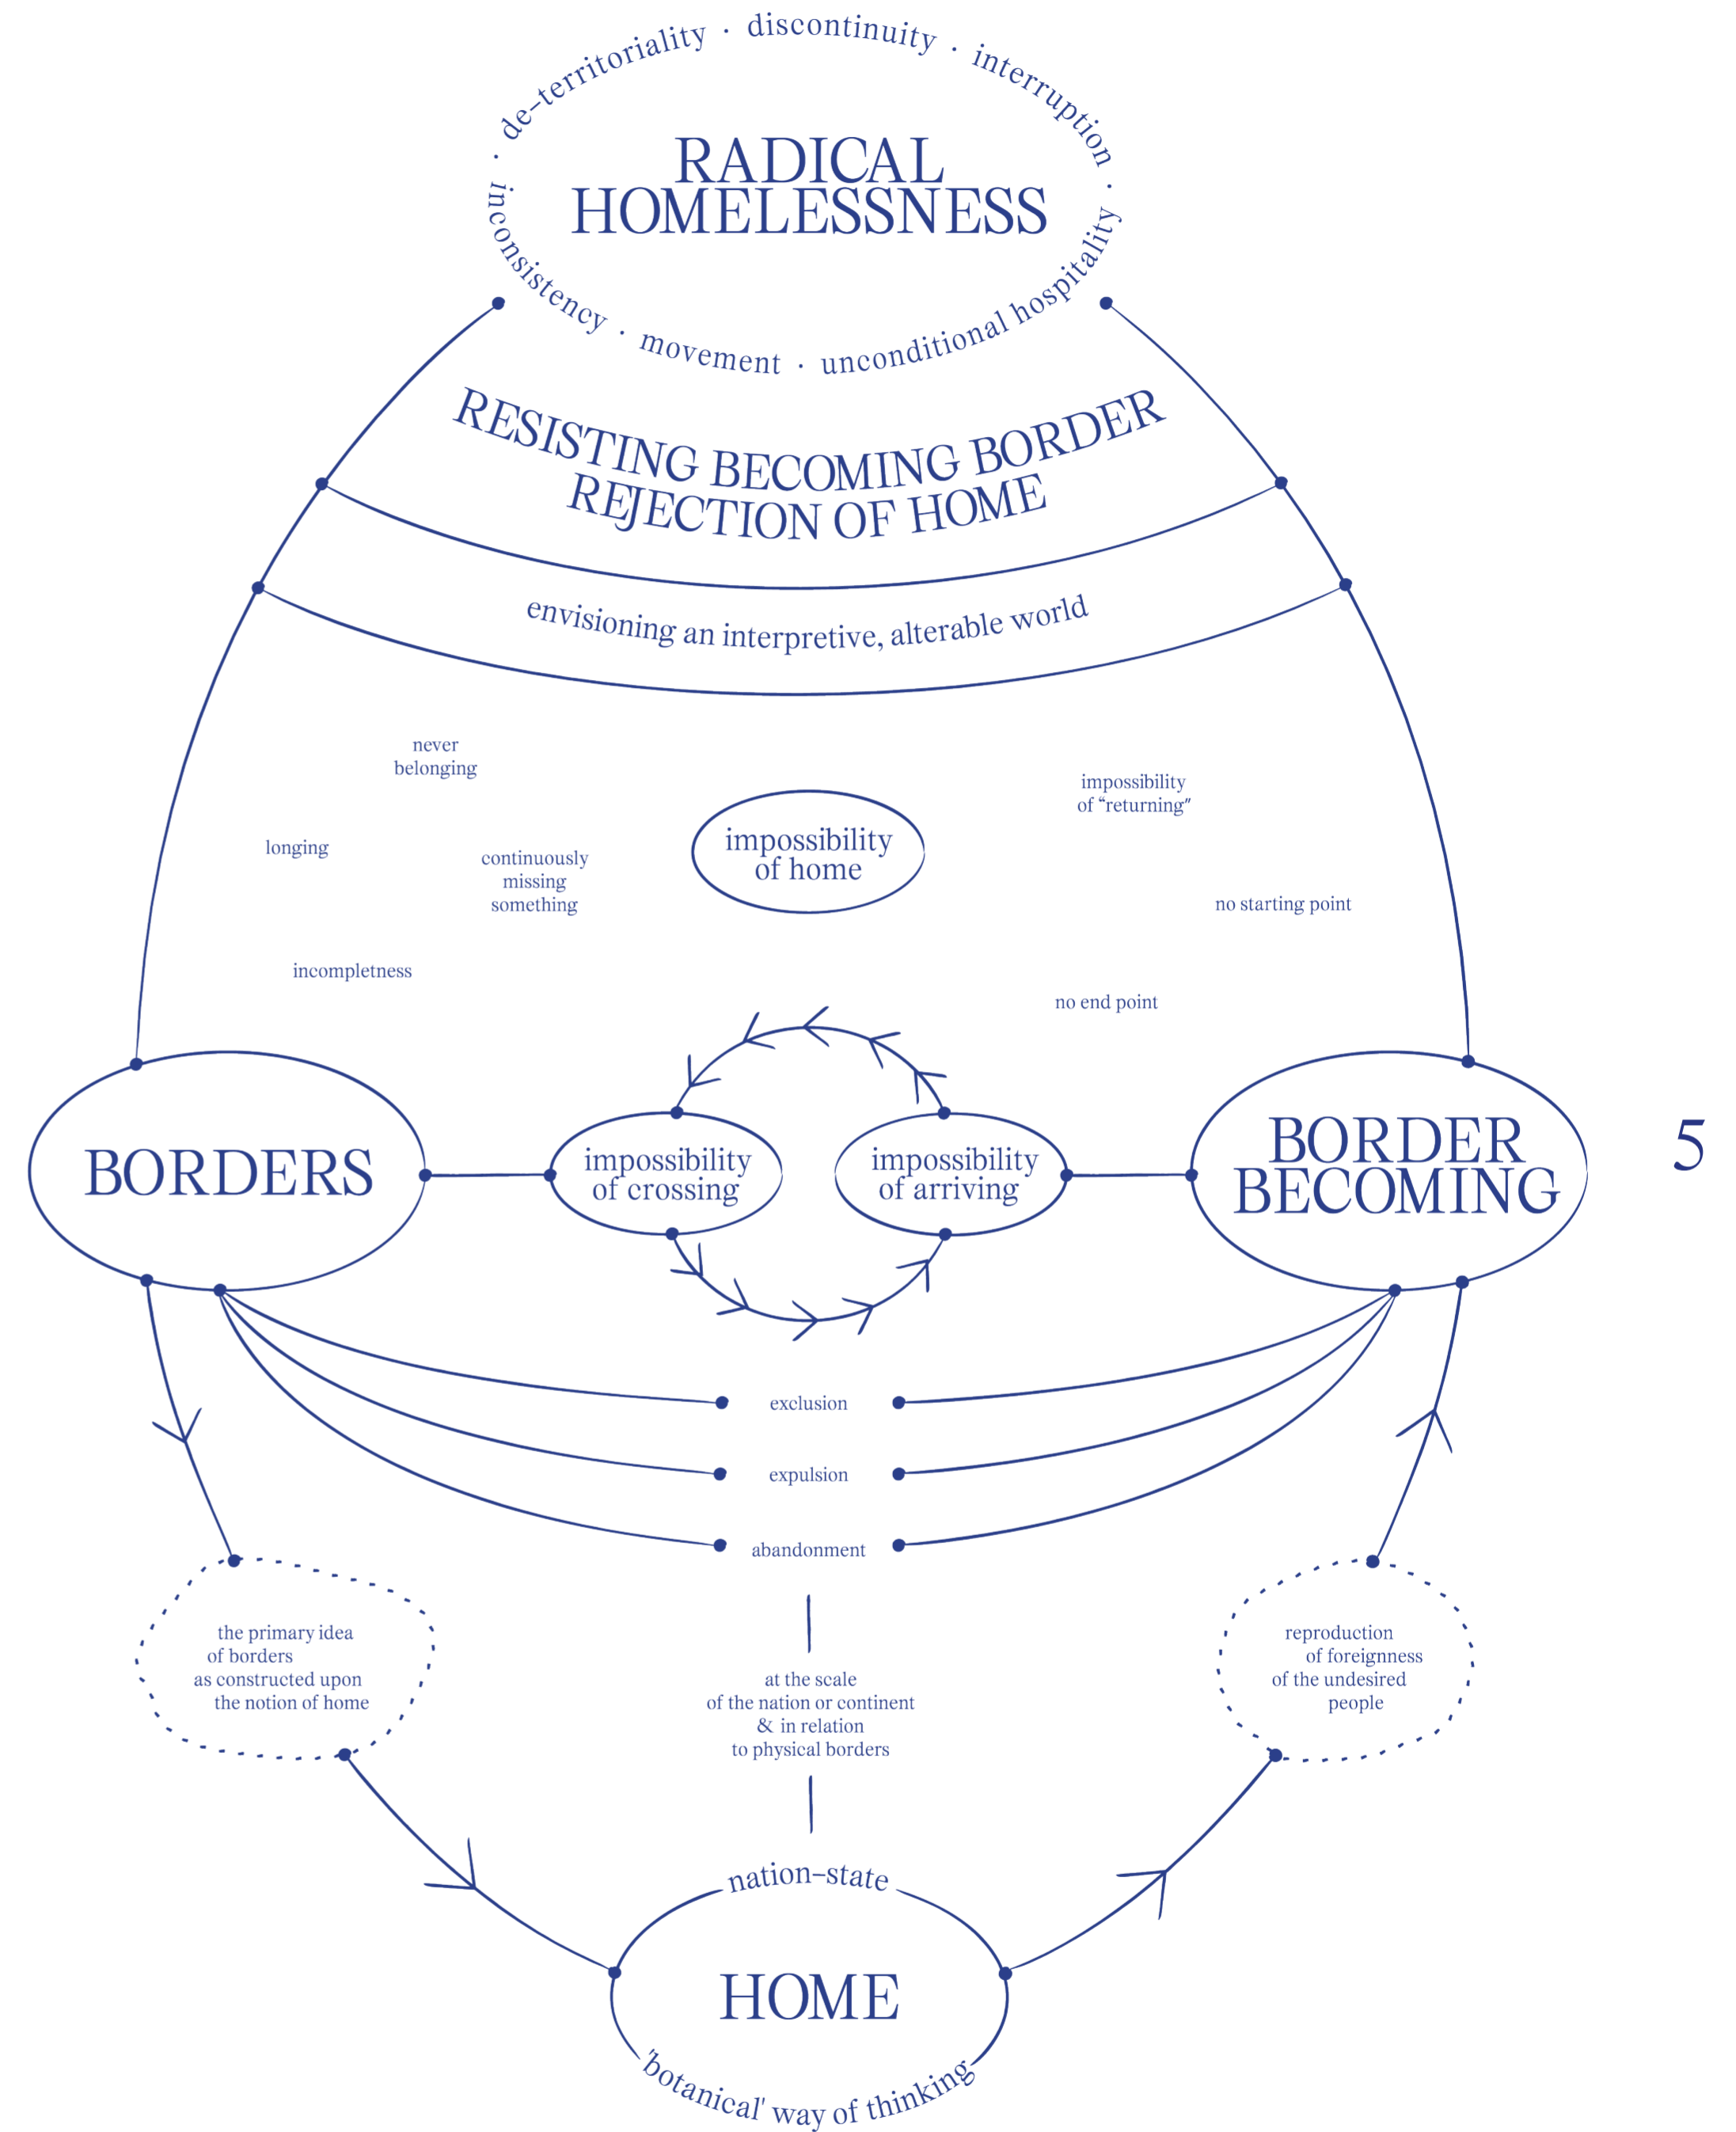 · de-territoriality · discontinuity · interruption ·
inconsistency · movement · unconditional hospitality
RADICAL
HOMELESSNESS
RESISTING BECOMING BORDER
REJECTION OF HOME
envisioning an interpretive, alterable world
never
belonging
longing
continuously
missing
something
incompletness
impossibility
of home
impossibility
of “returning”
no starting point
no end point
BORDERS
impossibility
of crossing
impossibility
of arriving
BORDER
BECOMING
5
exclusion
expulsion
abandonment
the primary idea
of borders
as constructed upon
the notion of home
at the scale
of the nation or continent
& in relation
to physical borders
reproduction
of foreignness
of the undesired
people
nation-state
HOME
'botanical' way of thinking